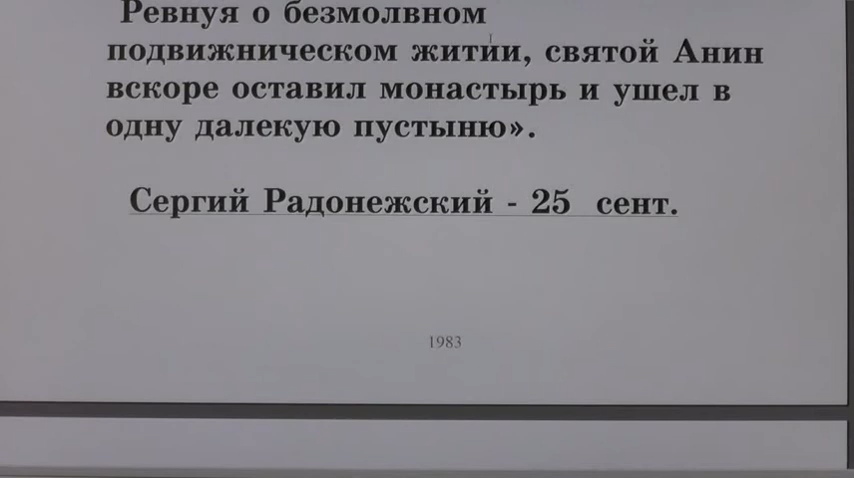 Ревнуя о безмолвном
подвижническом житии, святой Анин
вскоре оставил монастырь и ушел в
одну далекую пустыню».
Сергий Радонежский - 25 сент.
1983